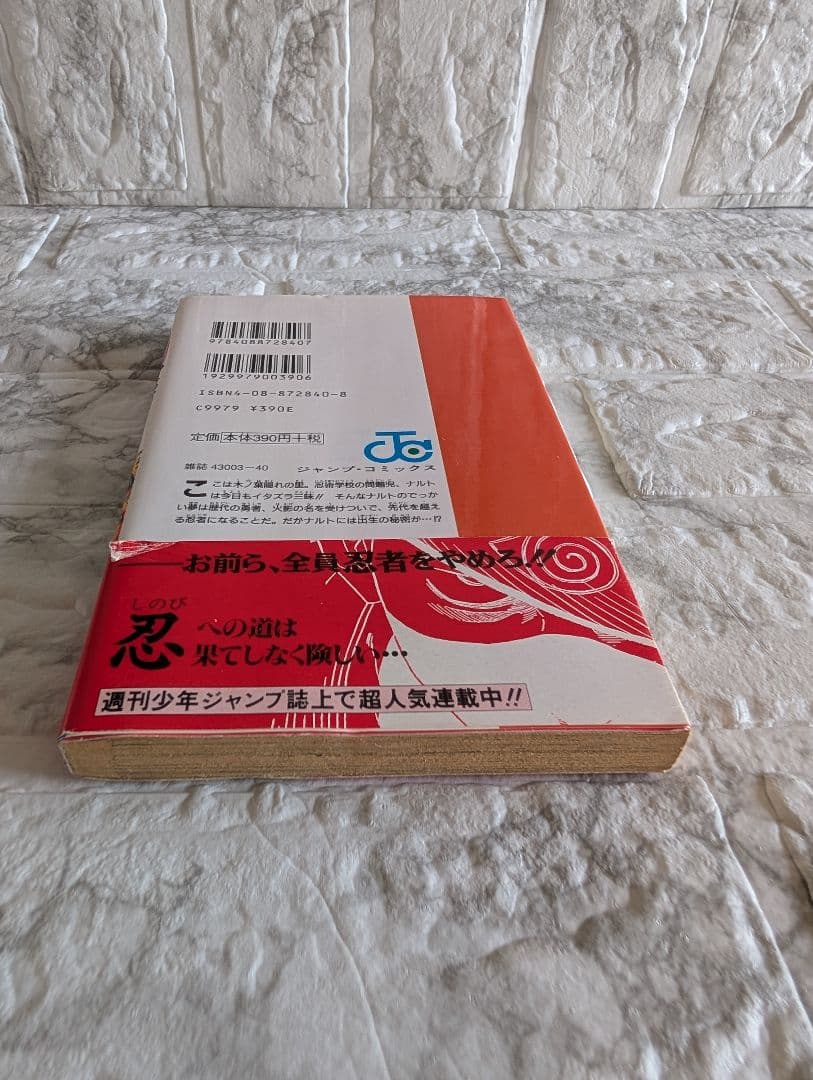 9784088728407
1929979003906
ISBN4-08-872840-8
C9979 ¥390E
定価 本体390円+税
雑誌 43003-40
ジャンプ・コミックス
ここは木ノ葉隠れの里。忍術学校の問題児、ナルト
は今日もイタズラ三昧!! そんなナルトのでっか
い夢は歴代の勇者、火影の名を受けついで、先代を越え
る忍者になることだ。だがナルトには出生の秘密が…!?
──お前ら、全員忍者をやめろ!!
しのび
忍への道は
果てしなく険しい…
週刊少年ジャンプ誌上で超人気連載中!!